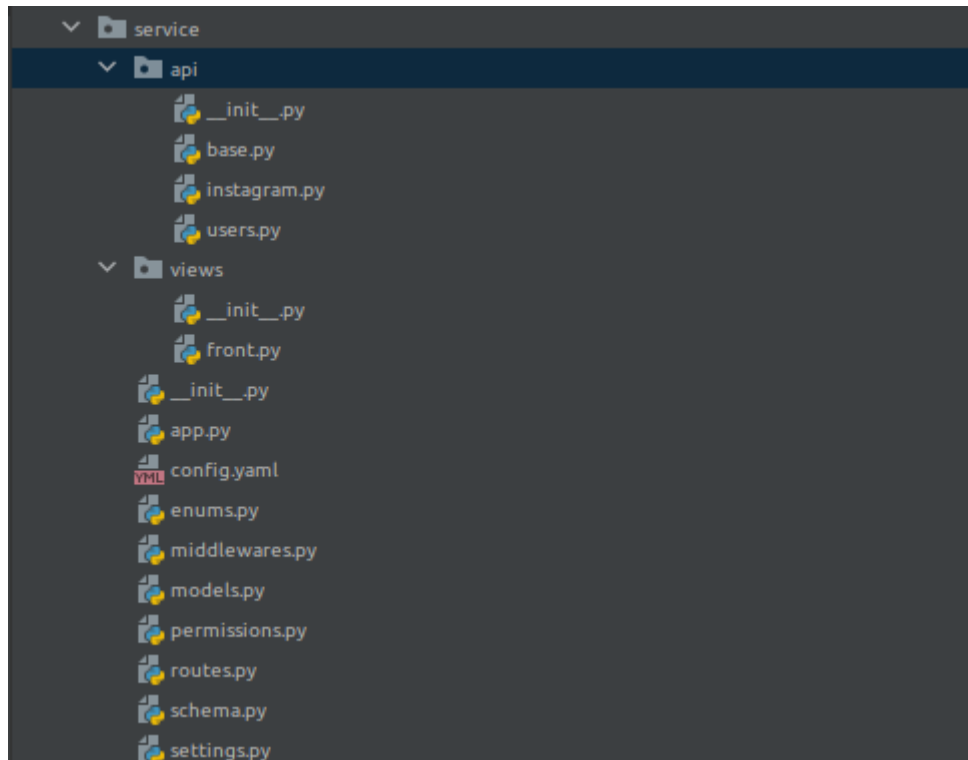 service
api
__init__.py
base.py
instagram.py
users.py
views
__init__.py
front.py
__init__.py
app.py
YML config.yaml
enums.py
middlewares.py
models.py
permissions.py
routes.py
schema.py
settings.py